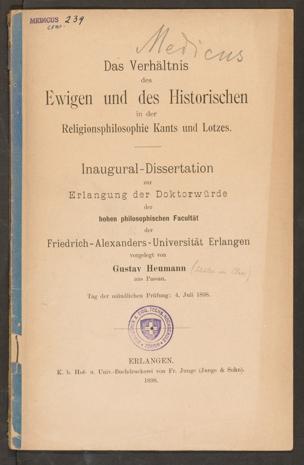 MEDICUS 239
Medicus
Das Verhältnis
des
Ewigen und des Historischen
in der
Religionsphilosophie Kants und Lotzes.
Inaugural-Dissertation
zur
Erlangung der Doktorwürde
der
hohen philosophischen Facultät
der
Friedrich-Alexanders-Universität Erlangen
vorgelegt von
Gustav Heumann
aus Passau.
Tag der mündlichen Prüfung: 4. Juli 1898.
ERLANGEN.
K. b. Hof- u. Univ.-Buchdruckerei von Fr. Junge (Junge & Sohn).
1898.